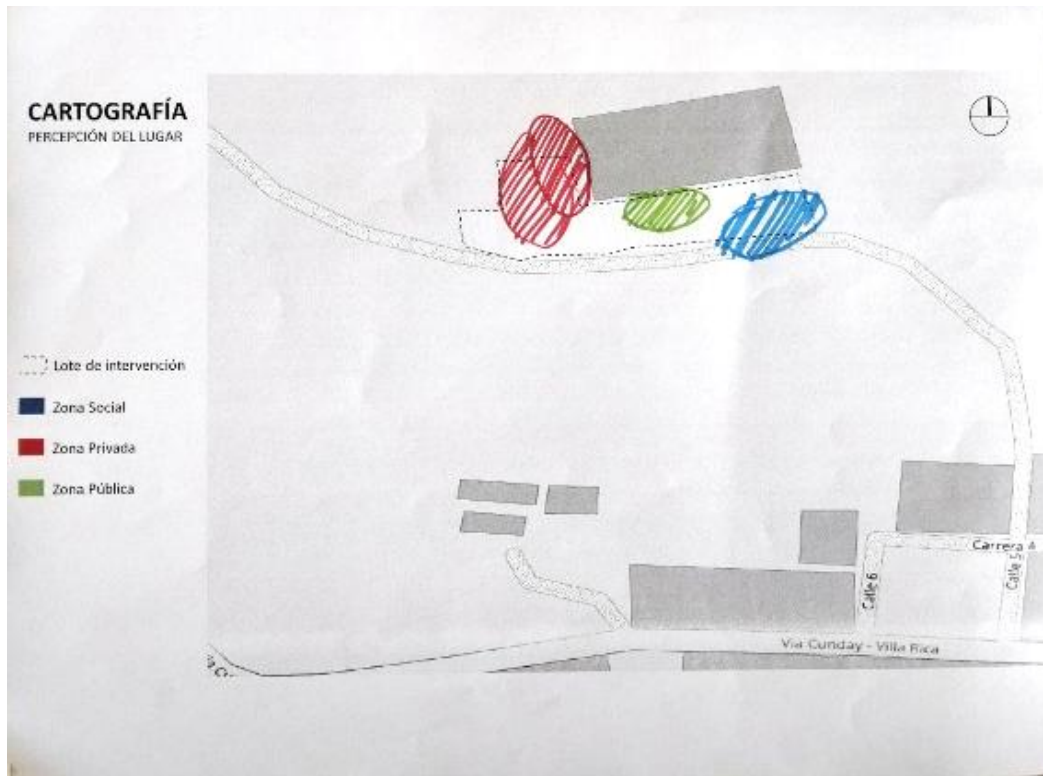 CARTOGRAFÍA
PERCEPCIÓN DEL LUGAR
Lote de intervención
Zona Social
Zona Privada
Zona Pública
Carrera 4
Calle 6
Calle 5
Via Cunday - Villa Rica